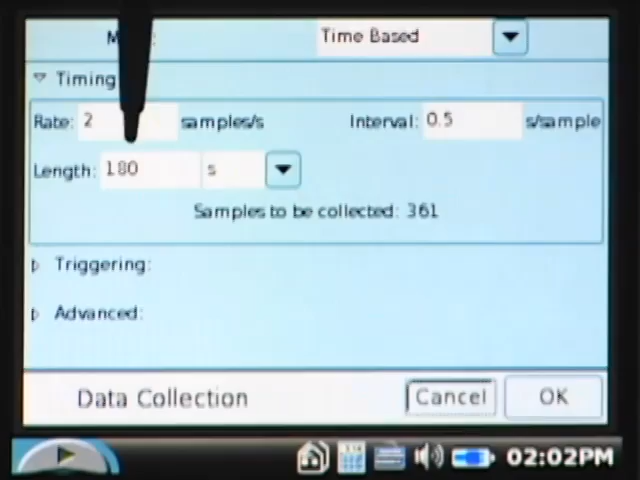 Time Based
Timing
Rate: 2 samples/s Interval: 0.5 s/sample
Length: 180 s
Samples to be collected: 361
Triggering:
Advanced:
Data Collection Cancel OK
02:02PM